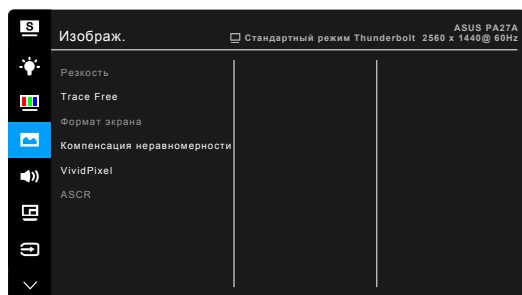 S
Изображ.
Стандартный режим Thunderbolt 2560 x 1440@ 60Hz
ASUS PA27A
Резкость
Trace Free
Формат экрана
Компенсация неравномерности
VividPixel
ASCR